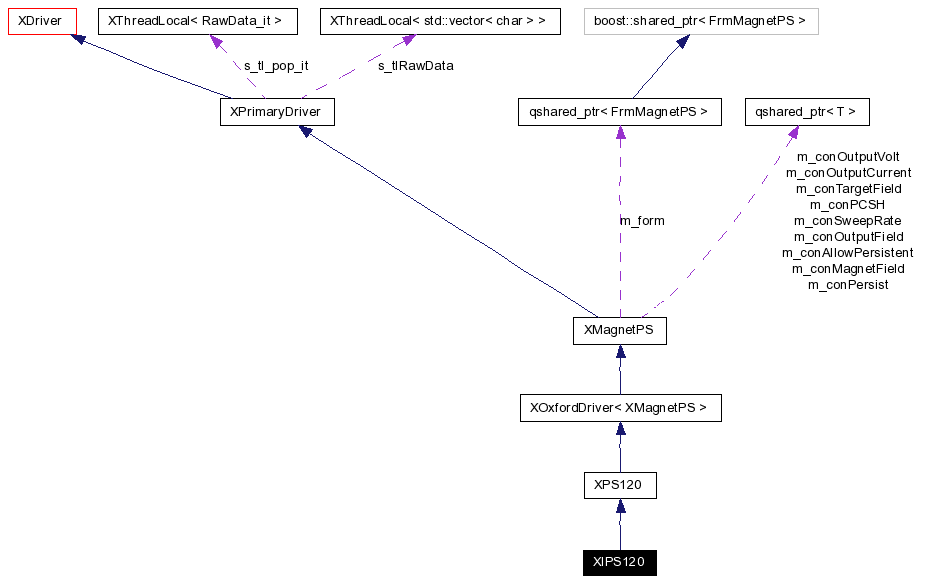 XDriver
XThreadLocal< RawData_it >
XThreadLocal< std::vector< char > >
boost::shared_ptr< FrmMagnetPS >
s_tl_pop_it
s_tlRawData
XPrimaryDriver
qshared_ptr< FrmMagnetPS >
qshared_ptr< T >
m_conOutputVolt
m_conOutputCurrent
m_conTargetField
m_conPCSH
m_conSweepRate
m_conOutputField
m_conAllowPersistent
m_conMagnetField
m_conPersist
m_form
XMagnetPS
XOxfordDriver< XMagnetPS >
XPS120
XIPS120